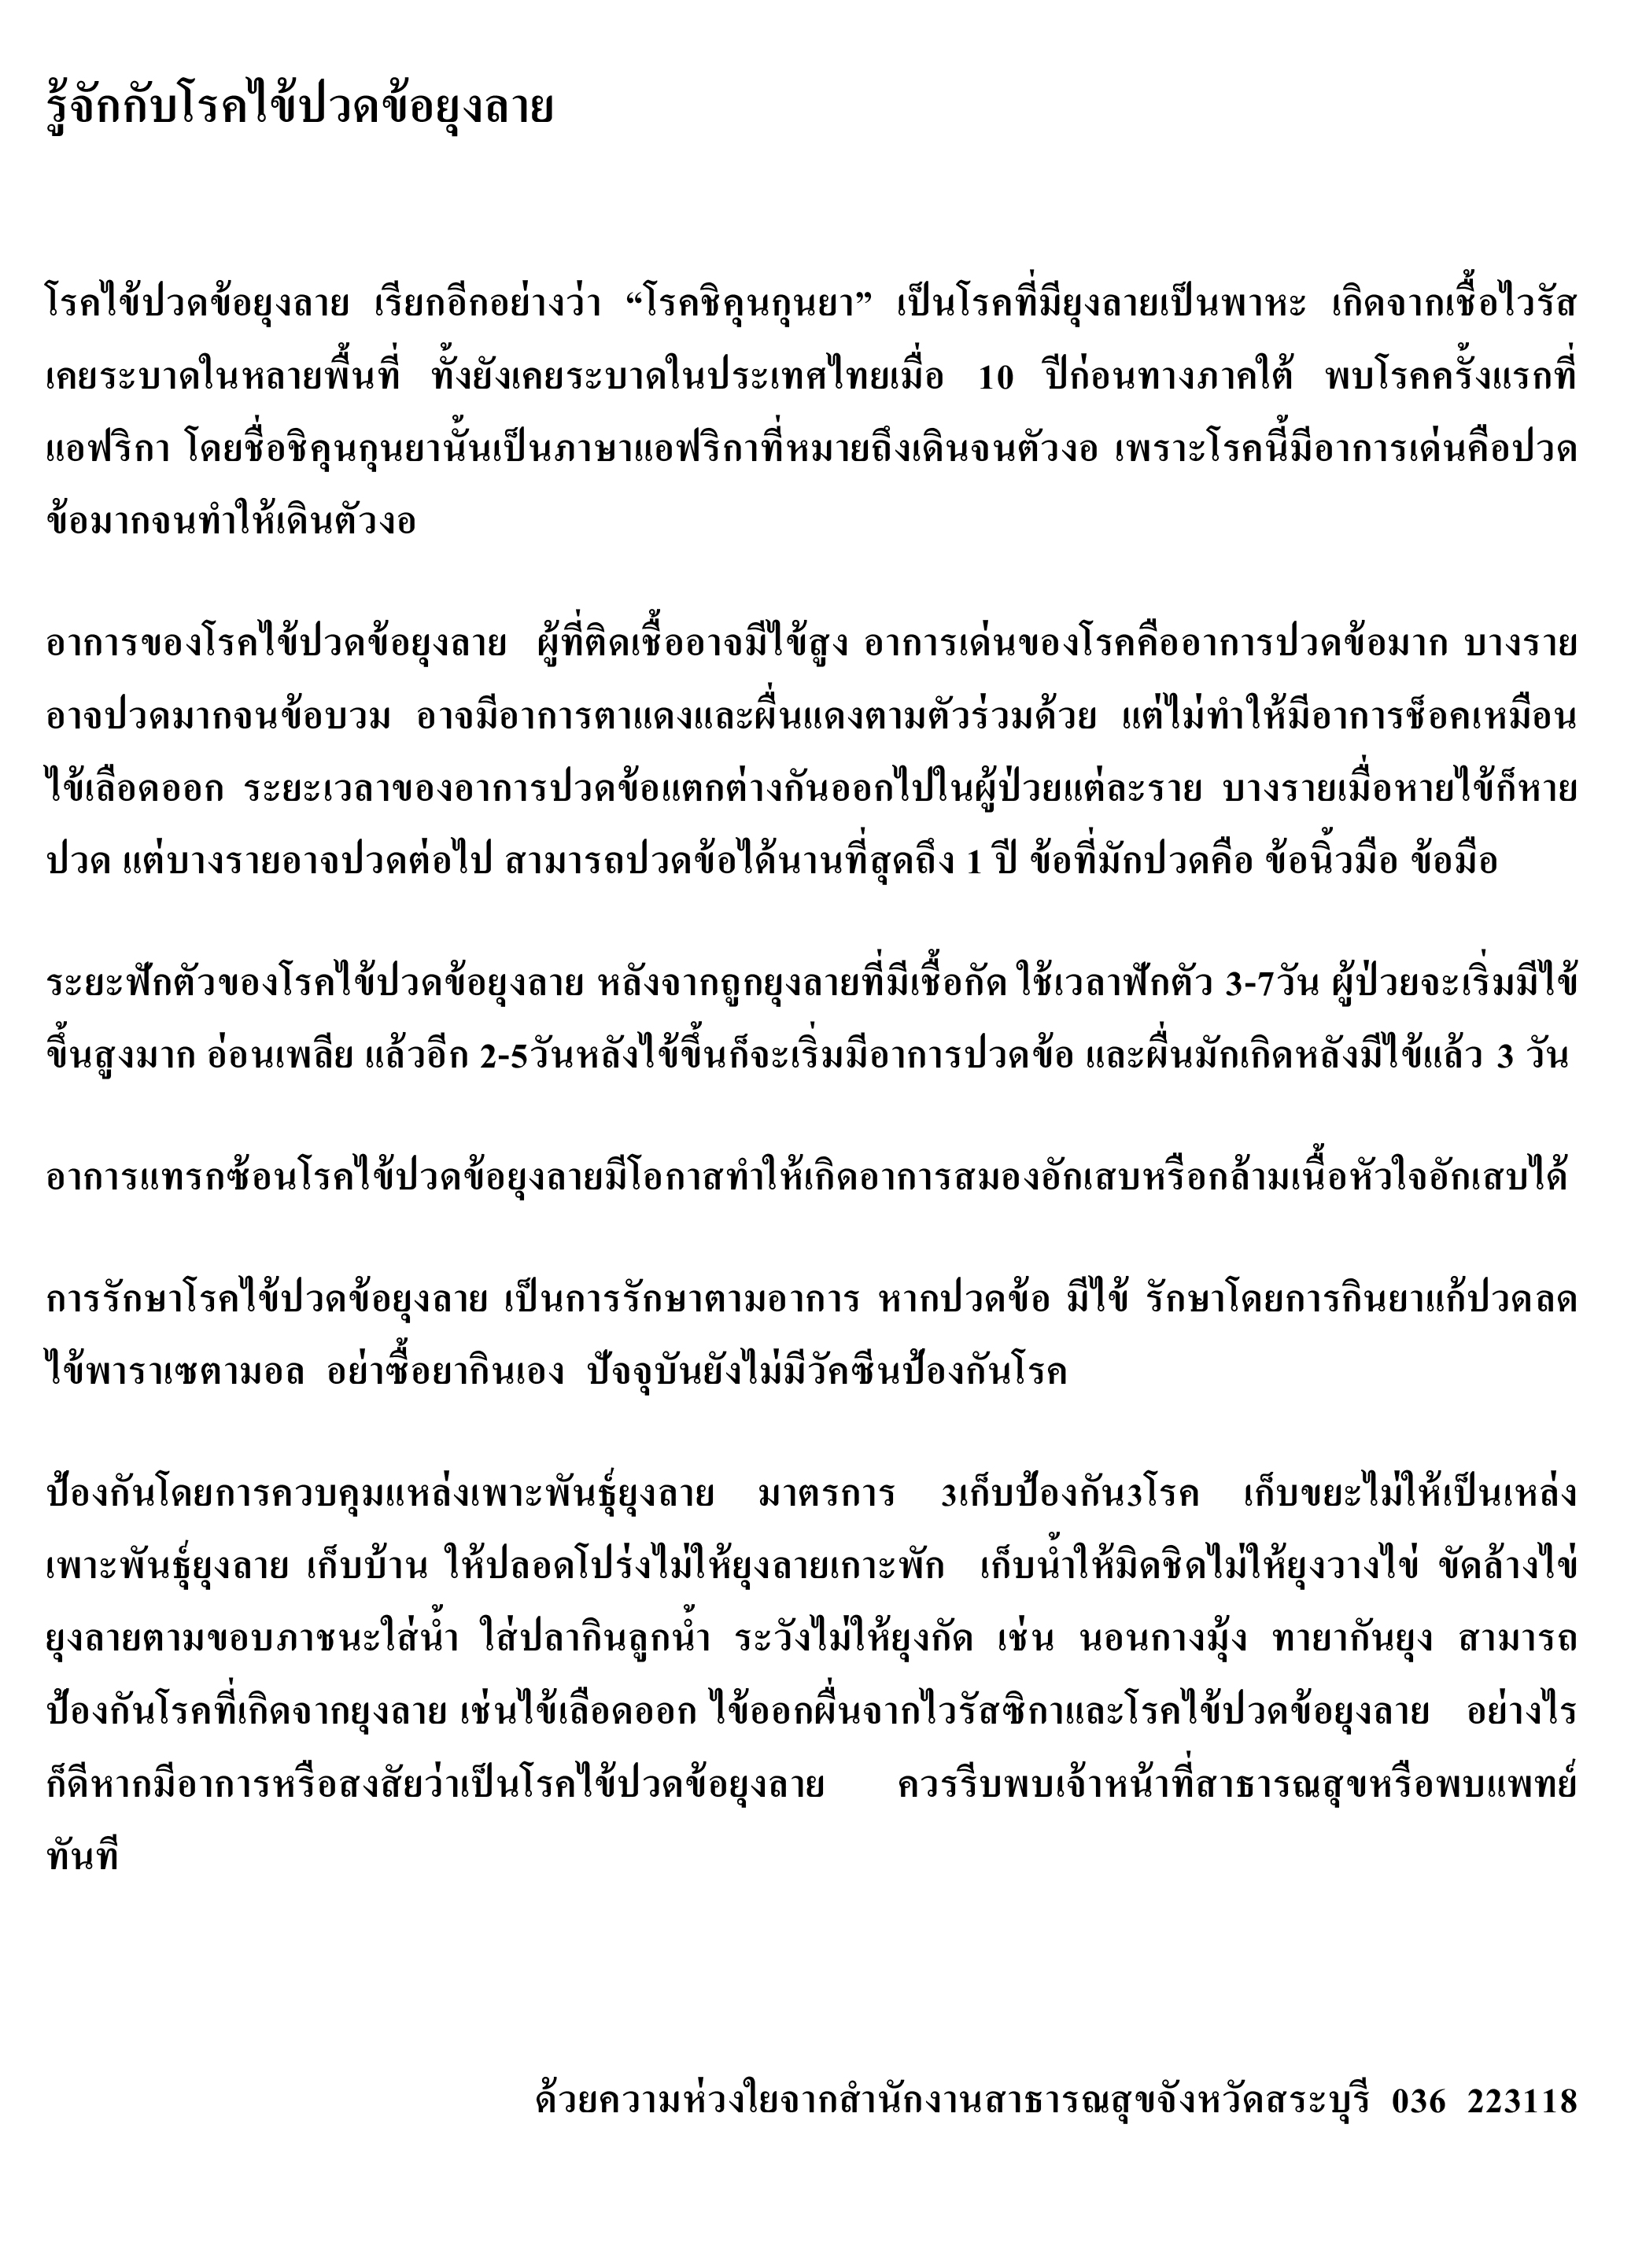 รู้จักกับโรคไข้ปวดข้อยุงลาย
โรคไข้ปวดข้อยุงลาย เรียกอีกอย่างว่า “โรคชิคุนกุนยา” เป็นโรคที่มียุงลายเป็นพาหะ เกิดจากเชื้อไวรัส
เคยระบาดในหลายพื้นที่ ทั้งยังเคยระบาดในประเทศไทยเมื่อ 10 ปีก่อนทางภาคใต้ พบโรคครั้งแรกที่
แอฟริกา โดยชื่อชิคุนกุนยานั้นเป็นภาษาแอฟริกาที่หมายถึงเดินจนตัวงอ เพราะโรคนี้มีอาการเด่นคือปวด
ข้อมากจนทำให้เดินตัวงอ
อาการของโรคไข้ปวดข้อยุงลาย ผู้ที่ติดเชื้ออาจมีไข้สูง อาการเด่นของโรคคืออาการปวดข้อมาก บางราย
อาจปวดมากจนข้อบวม อาจมีอาการตาแดงและผื่นแดงตามตัวร่วมด้วย แต่ไม่ทำให้มีอาการช็อคเหมือน
ไข้เลือดออก ระยะเวลาของอาการปวดข้อแตกต่างกันออกไปในผู้ป่วยแต่ละราย บางรายเมื่อหายไข้ก็หาย
ปวด แต่บางรายอาจปวดต่อไป สามารถปวดข้อได้นานที่สุดถึง 1 ปี ข้อที่มักปวดคือ ข้อนิ้วมือ ข้อมือ
ระยะฟักตัวของโรคไข้ปวดข้อยุงลาย หลังจากถูกยุงลายที่มีเชื้อกัด ใช้เวลาฟักตัว 3-7วัน ผู้ป่วยจะเริ่มมีไข้
ขึ้นสูงมาก อ่อนเพลีย แล้วอีก 2-5วันหลังไข้ขึ้นก็จะเริ่มมีอาการปวดข้อ และผื่นมักเกิดหลังมีไข้แล้ว 3 วัน
อาการแทรกซ้อนโรคไข้ปวดข้อยุงลายมีโอกาสทำให้เกิดอาการสมองอักเสบหรือกล้ามเนื้อหัวใจอักเสบได้
การรักษาโรคไข้ปวดข้อยุงลาย เป็นการรักษาตามอาการ หากปวดข้อ มีไข้ รักษาโดยการกินยาแก้ปวดลด
ไข้พาราเซตามอล อย่าซื้อยากินเอง ปัจจุบันยังไม่มีวัคซีนป้องกันโรค
ป้องกันโดยการควบคุมแหล่งเพาะพันธุ์ยุงลาย มาตรการ 3เก็บป้องกัน3โรค เก็บขยะไม่ให้เป็นเหล่ง
เพาะพันธุ์ยุงลาย เก็บบ้าน ให้ปลอดโปร่งไม่ให้ยุงลายเกาะพัก เก็บน้ำให้มิดชิดไม่ให้ยุงวางไข่ ขัดล้างไข่
ยุงลายตามขอบภาชนะใส่น้ำ ใส่ปลากินลูกน้ำ ระวังไม่ให้ยุงกัด เช่น นอนกางมุ้ง ทายากันยุง สามารถ
ป้องกันโรคที่เกิดจากยุงลาย เช่นไข้เลือดออก ไข้ออกผื่นจากไวรัสซิกาและโรคไข้ปวดข้อยุงลาย อย่างไร
ก็ดีหากมีอาการหรือสงสัยว่าเป็นโรคไข้ปวดข้อยุงลาย ควรรีบพบเจ้าหน้าที่สาธารณสุขหรือพบแพทย์
ทันที
ด้วยความห่วงใยจากสำนักงานสาธารณสุขจังหวัดสระบุรี 036 223118